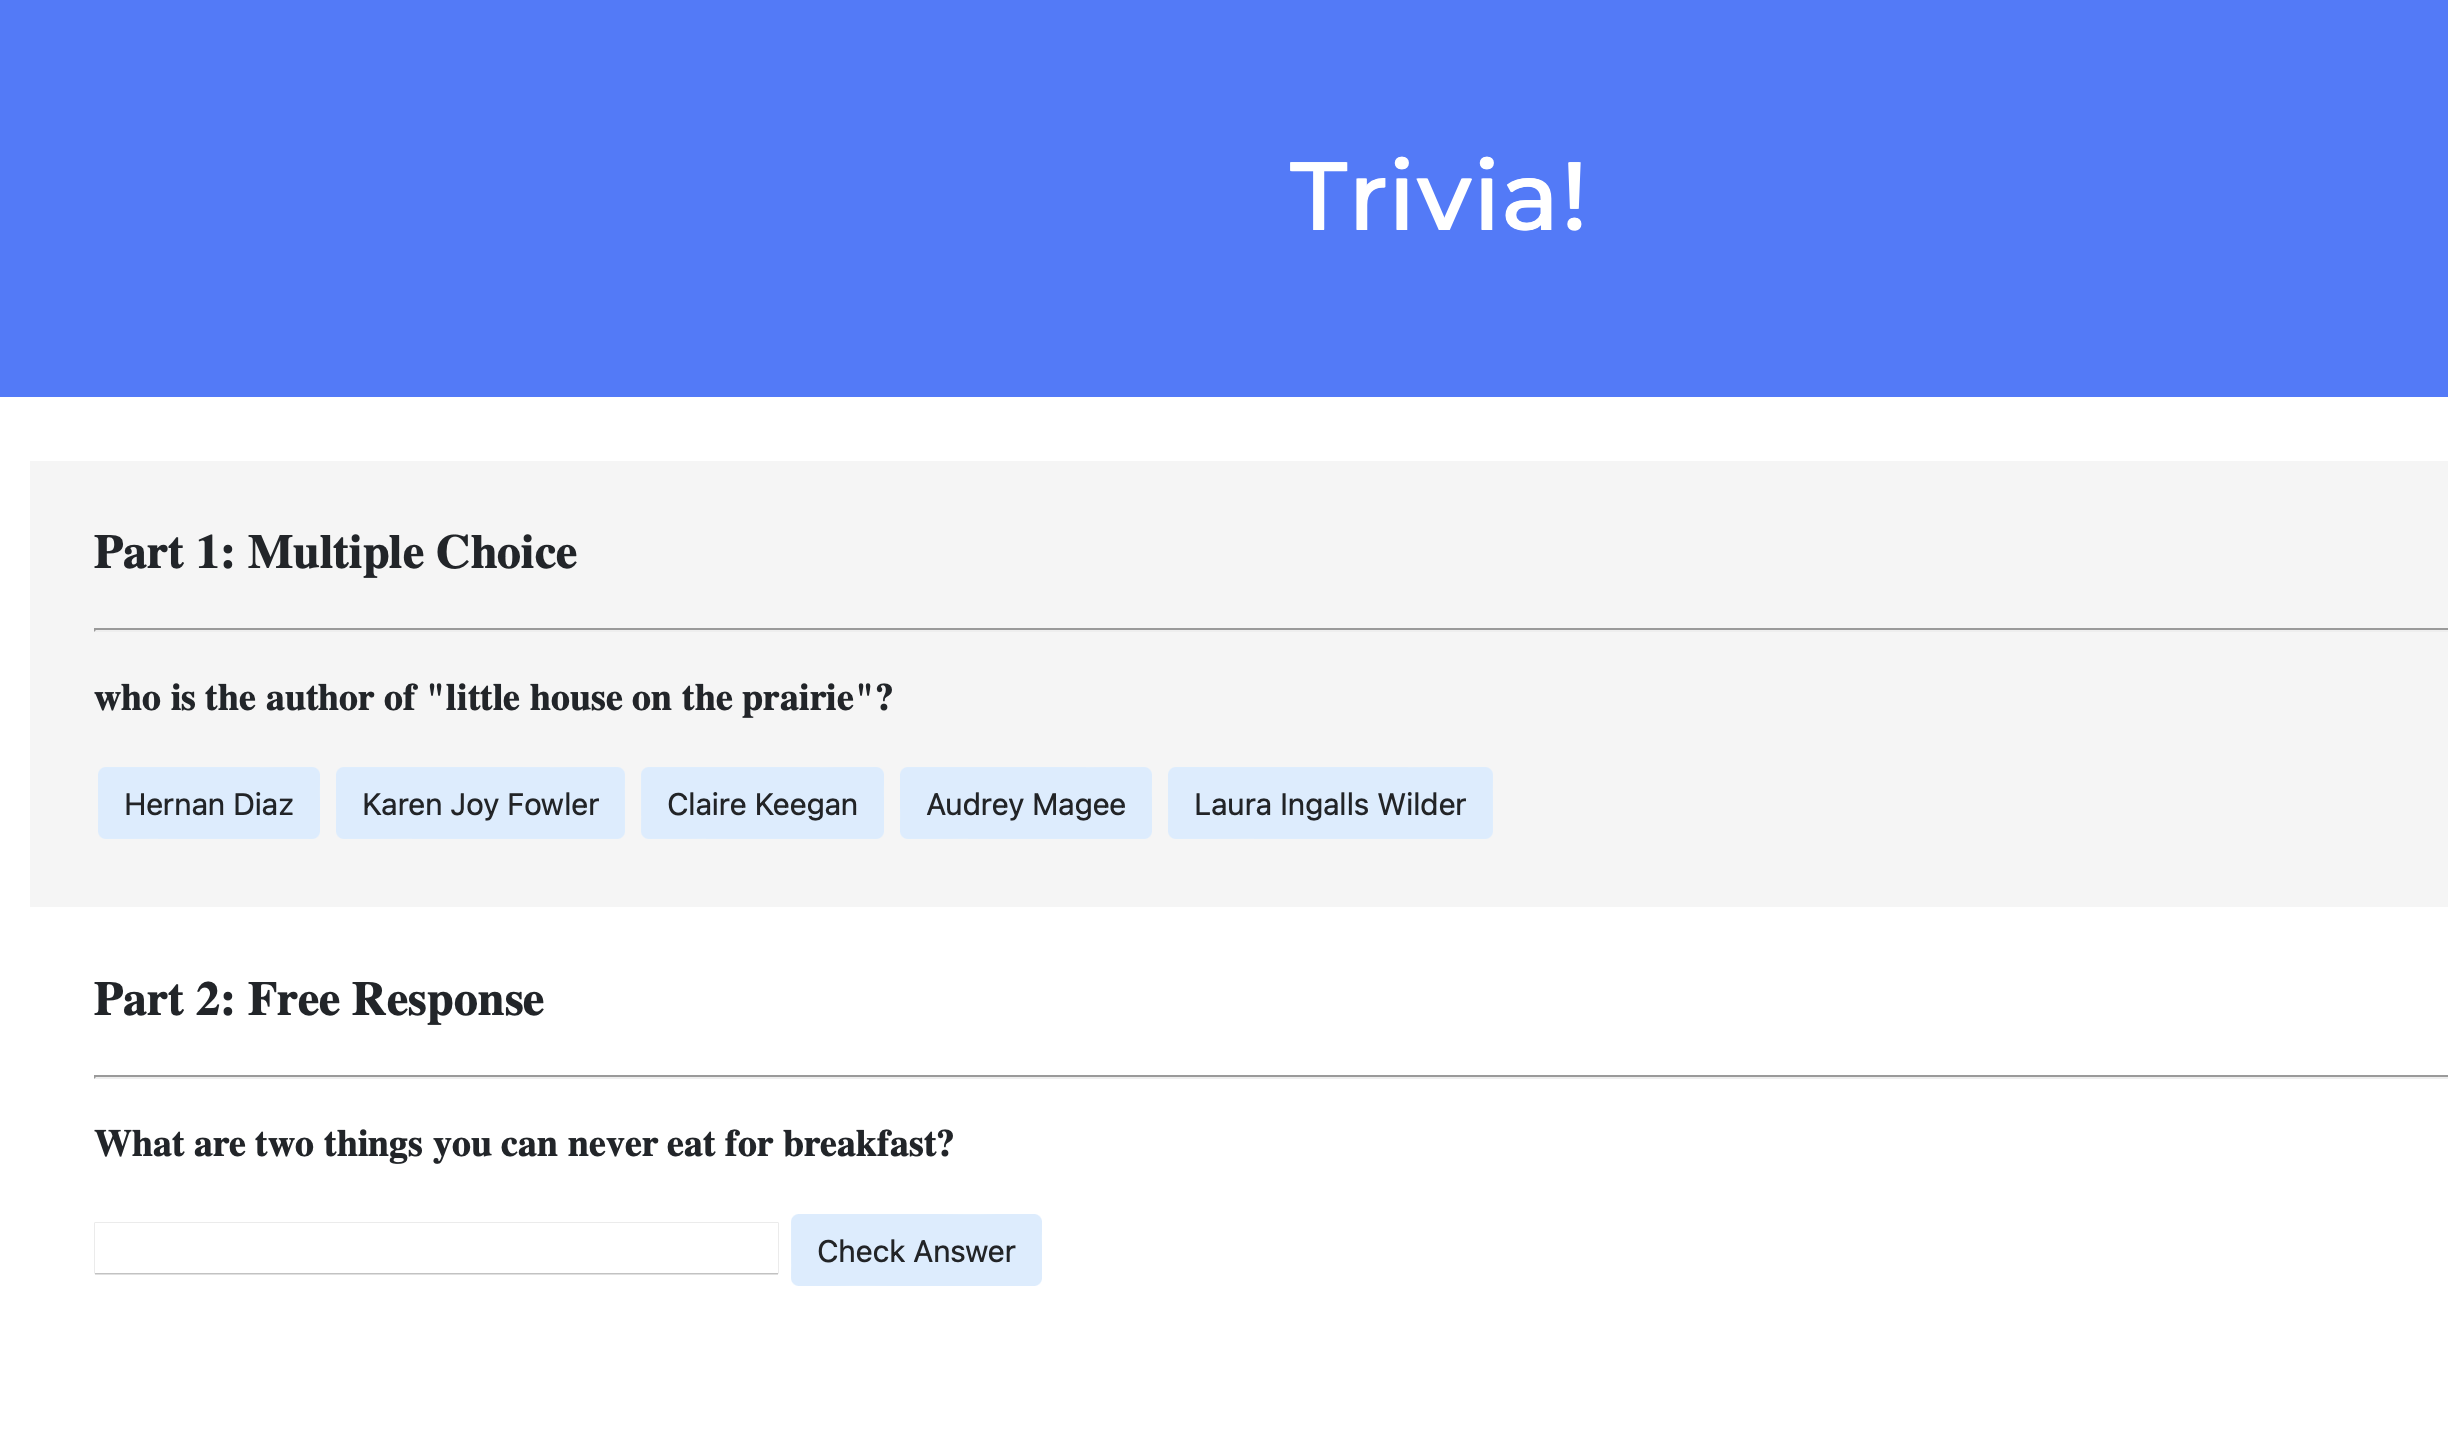 Trivia!
Part 1: Multiple Choice
who is the author of "little house on the prairie"?
Hernan Diaz Karen Joy Fowler Claire Keegan Audrey Magee Laura Ingalls Wilder
Part 2: Free Response
What are two things you can never eat for breakfast?
Check Answer